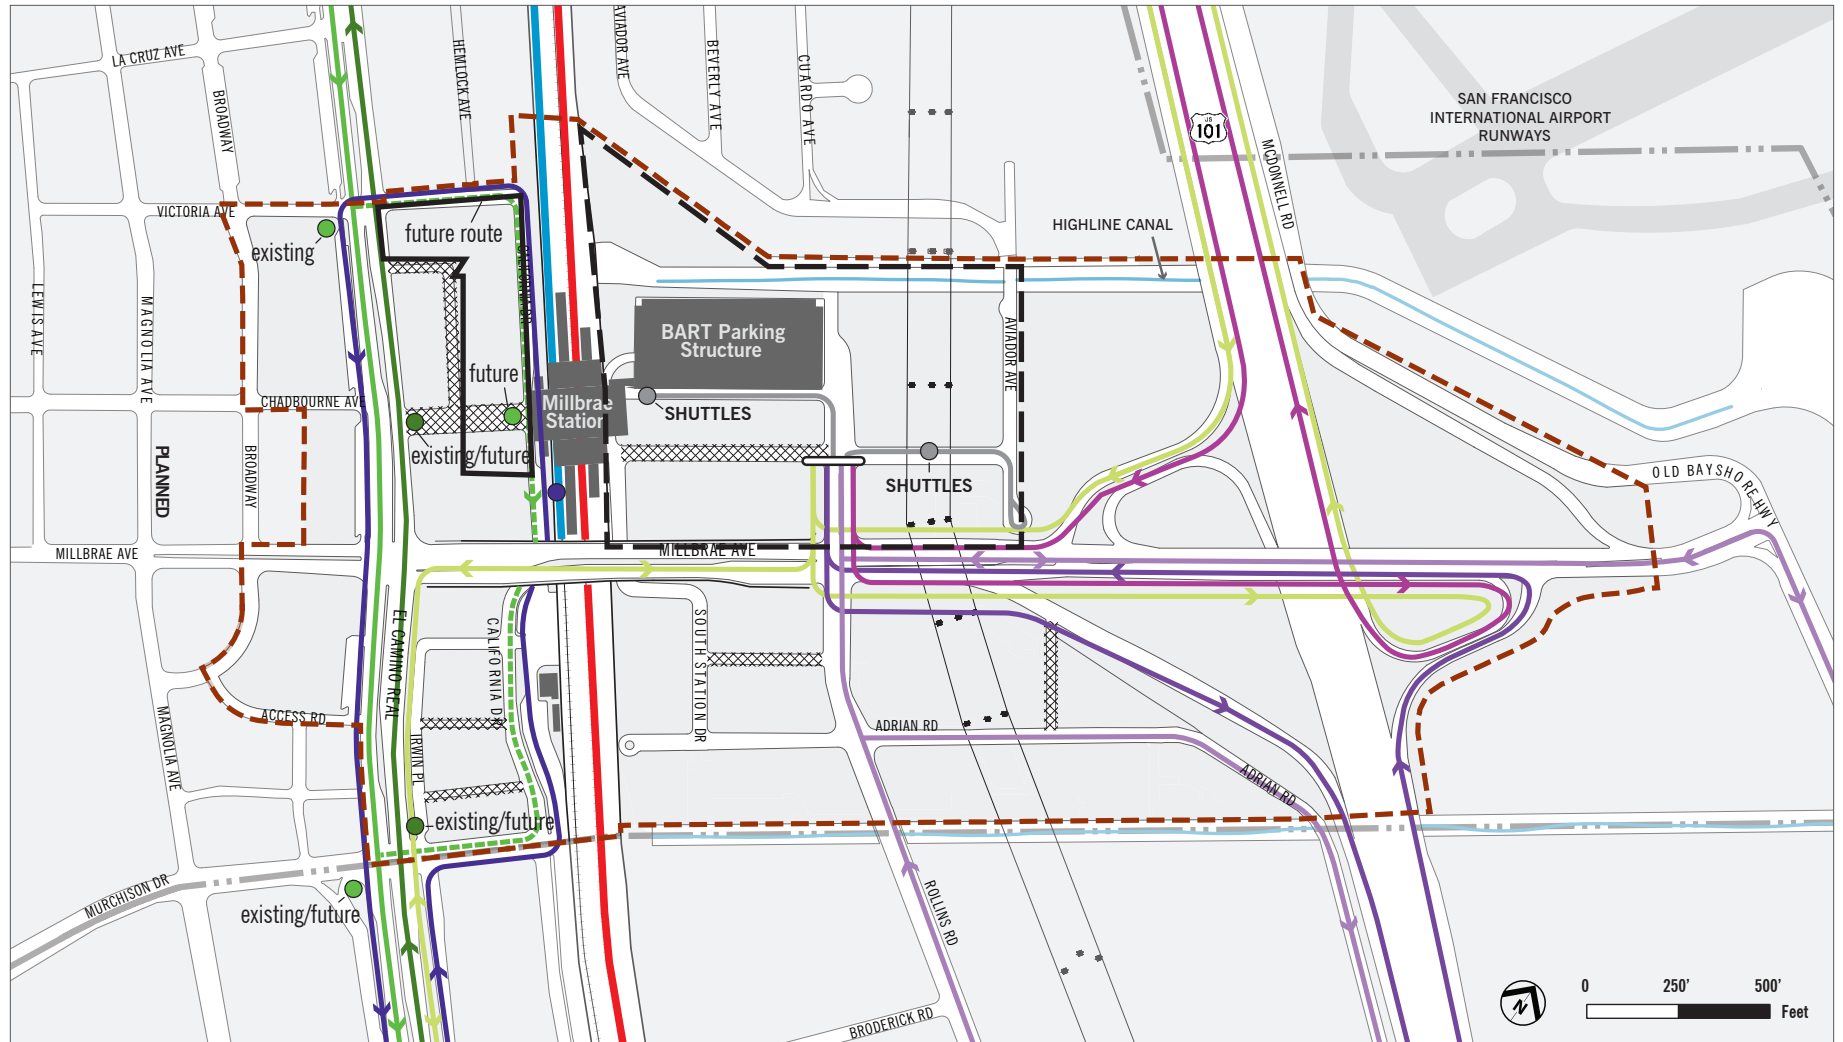 LA CRUZ AVE
BROADWAY
HEMLOCK AVE
AVIADOR AVE
BEVERLY AVE
CUARDO AVE
US
101
MCDONNELL RD
SAN FRANCISCO
INTERNATIONAL AIRPORT
RUNWAYS
VICTORIA AVE
existing
future route
CALIFORNIA DR
HIGHLINE CANAL
LEWIS AVE
MAGNOLIA AVE
BART Parking
Structure
AVIADOR AVE
future
CHADBOURNE AVE
Millbrae
Station
SHUTTLES
existing/future
PLANNED
BROADWAY
SHUTTLES
OLD BAYSHORE HWY
MILLBRAE AVE
MILLBRAE AVE
EL CAMINO REAL
CALIFORNIA DR
SOUTH STATION DR
ACCESS RD
MAGNOLIA AVE
IRWIN PL
ADRIAN RD
ADRIAN RD
existing/future
MURCHISON DR
existing/future
ROLLINS RD
BRODERICK RD
N
0 250' 500'
Feet